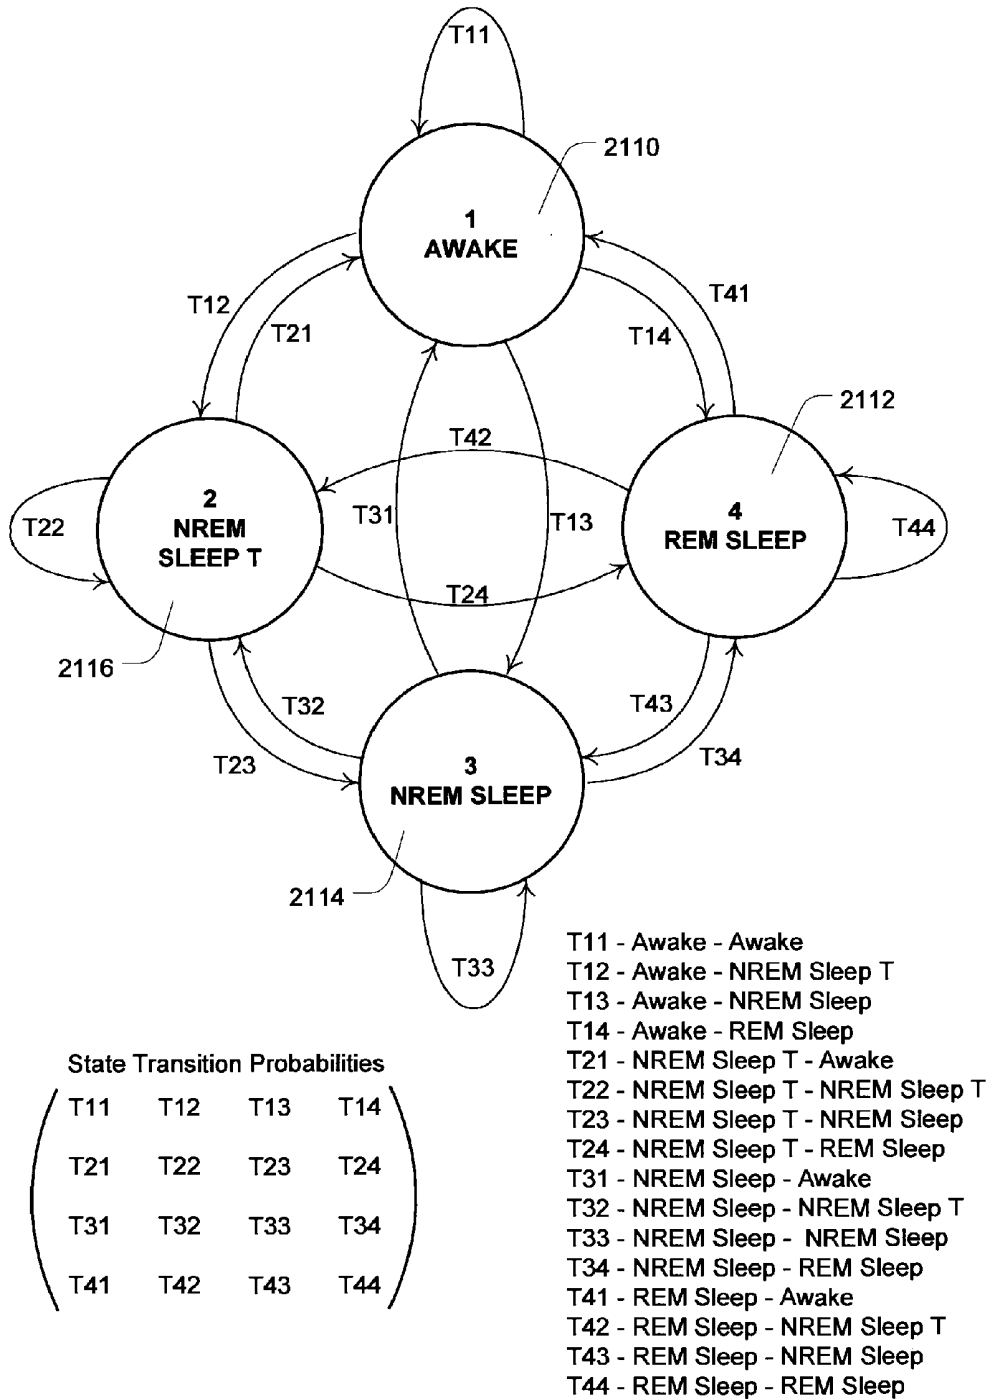 T11
2110
1
AWAKE
T41
T12
T21
T14
2112
T42
2
NREM
SLEEP T
4
REM SLEEP
T22
T31
T13
T44
T24
2116
T32
T43
T23
T34
3
NREM SLEEP
2114
T33
T11 - Awake - Awake
T12 - Awake - NREM Sleep T
T13 - Awake - NREM Sleep
T14 - Awake - REM Sleep
T21 - NREM Sleep T - Awake
T22 - NREM Sleep T - NREM Sleep T
T23 - NREM Sleep T - NREM Sleep
T24 - NREM Sleep T - REM Sleep
T31 - NREM Sleep - Awake
T32 - NREM Sleep - NREM Sleep T
T33 - NREM Sleep - NREM Sleep
T34 - NREM Sleep - REM Sleep
T41 - REM Sleep - Awake
T42 - REM Sleep - NREM Sleep T
T43 - REM Sleep - NREM Sleep
T44 - REM Sleep - REM Sleep
State Transition Probabilities
T11 T12 T13 T14
T21 T22 T23 T24
T31 T32 T33 T34
T41 T42 T43 T44